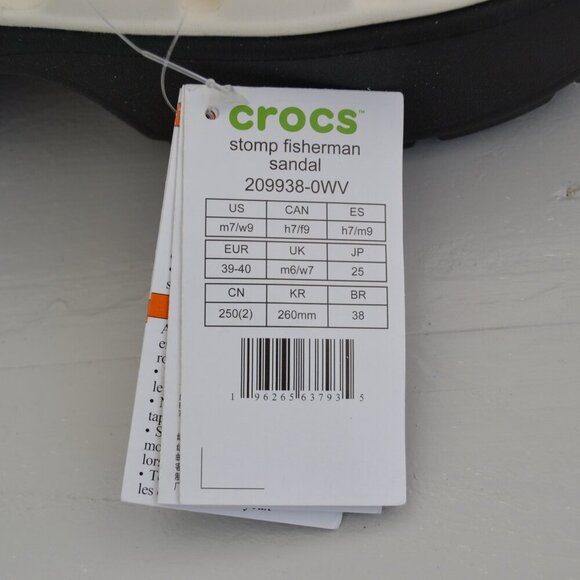 crocs™
stomp fisherman
sandal
209938-0WV
US CAN ES
m7/w9 h7/f9 h7/m9
EUR UK JP
39-40 m6/w7 25
CN KR BR
250(2) 260mm 38
1 96265 63793 5